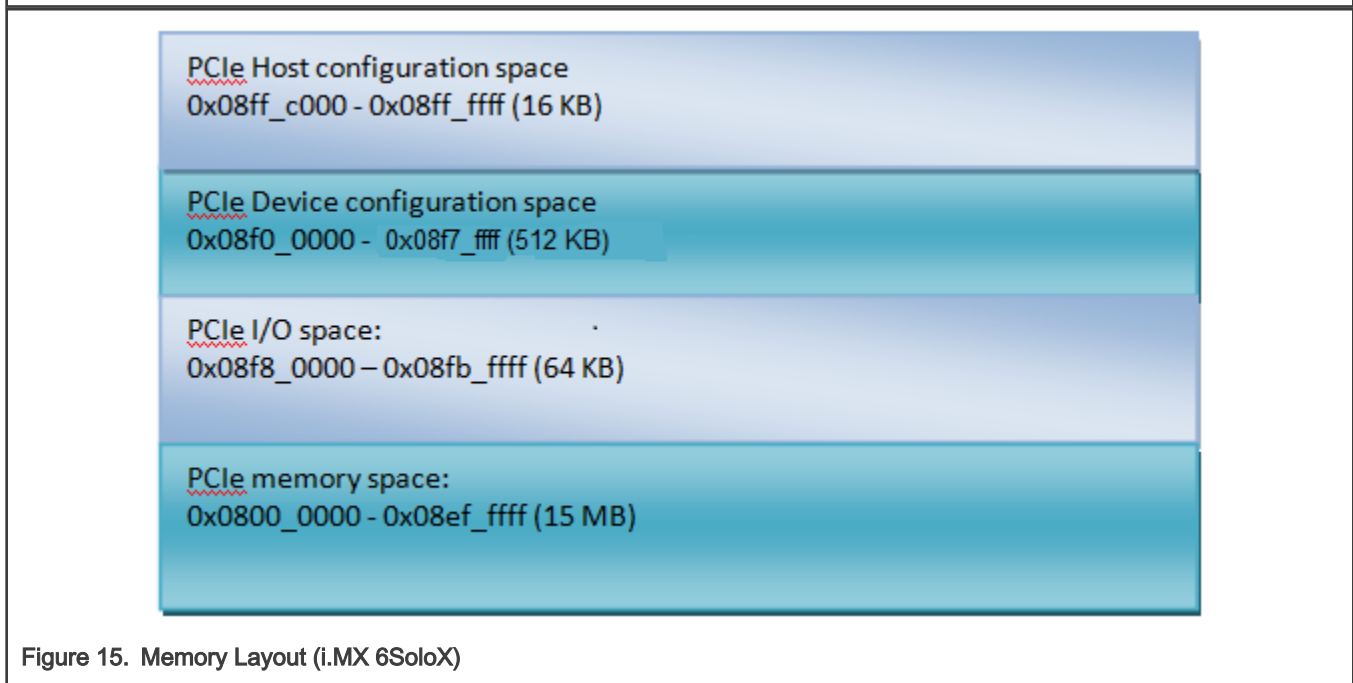 PCIe Host configuration space
0x08ff_c000 - 0x08ff_ffff (16 KB)
PCIe Device configuration space
0x08f0_0000 - 0x08f7_ffff (512 KB)
PCIe I/O space:
0x08f8_0000 – 0x08fb_ffff (64 KB)
PCIe memory space:
0x0800_0000 - 0x08ef_ffff (15 MB)
Figure 15. Memory Layout (i.MX 6SoloX)